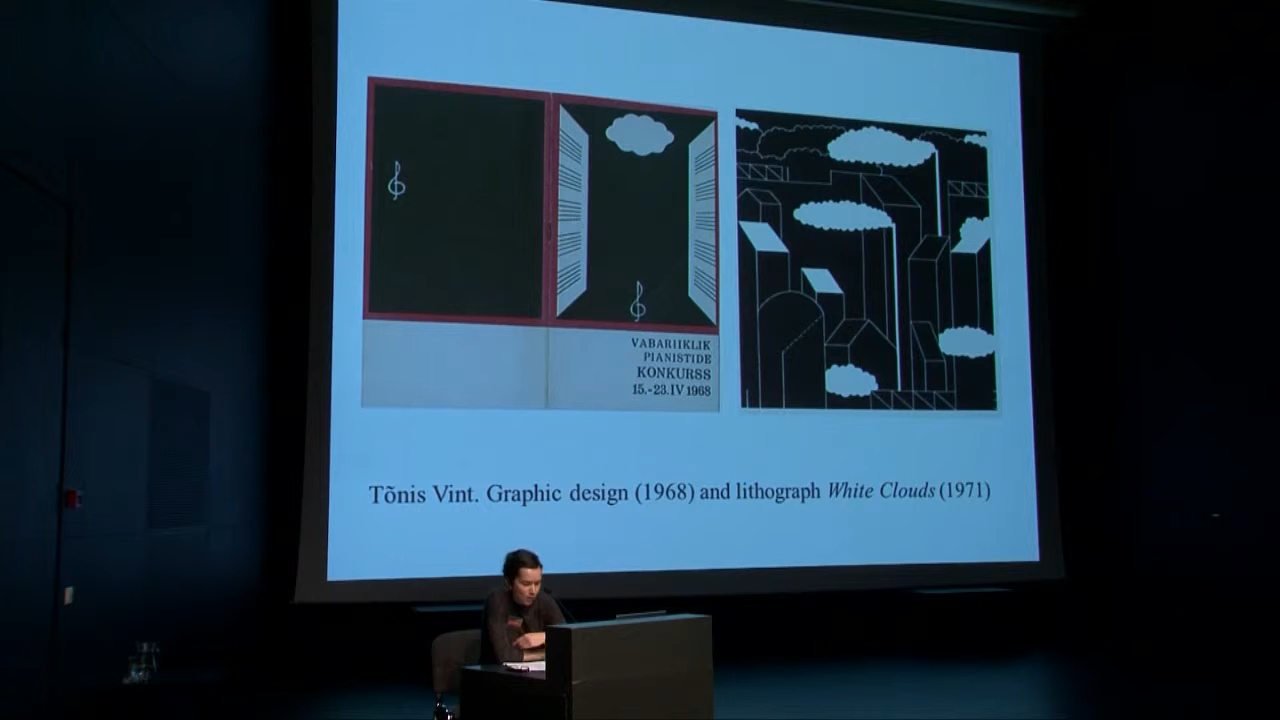 VABARIIKLIK
PIANISTIDE
KONKURSS
15.-23.IV 1968
Tõnis Vint. Graphic design (1968) and lithograph White Clouds (1971)